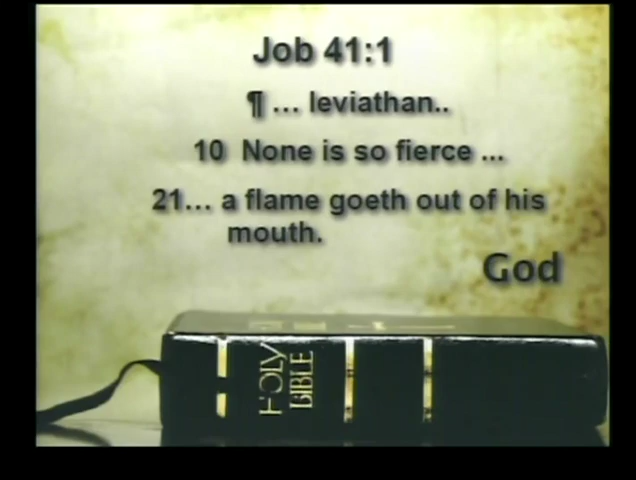 Job 41:1
¶ ... leviathan..
10 None is so fierce ...
21... a flame goeth out of his
mouth.
God
HOLY
BIBLE